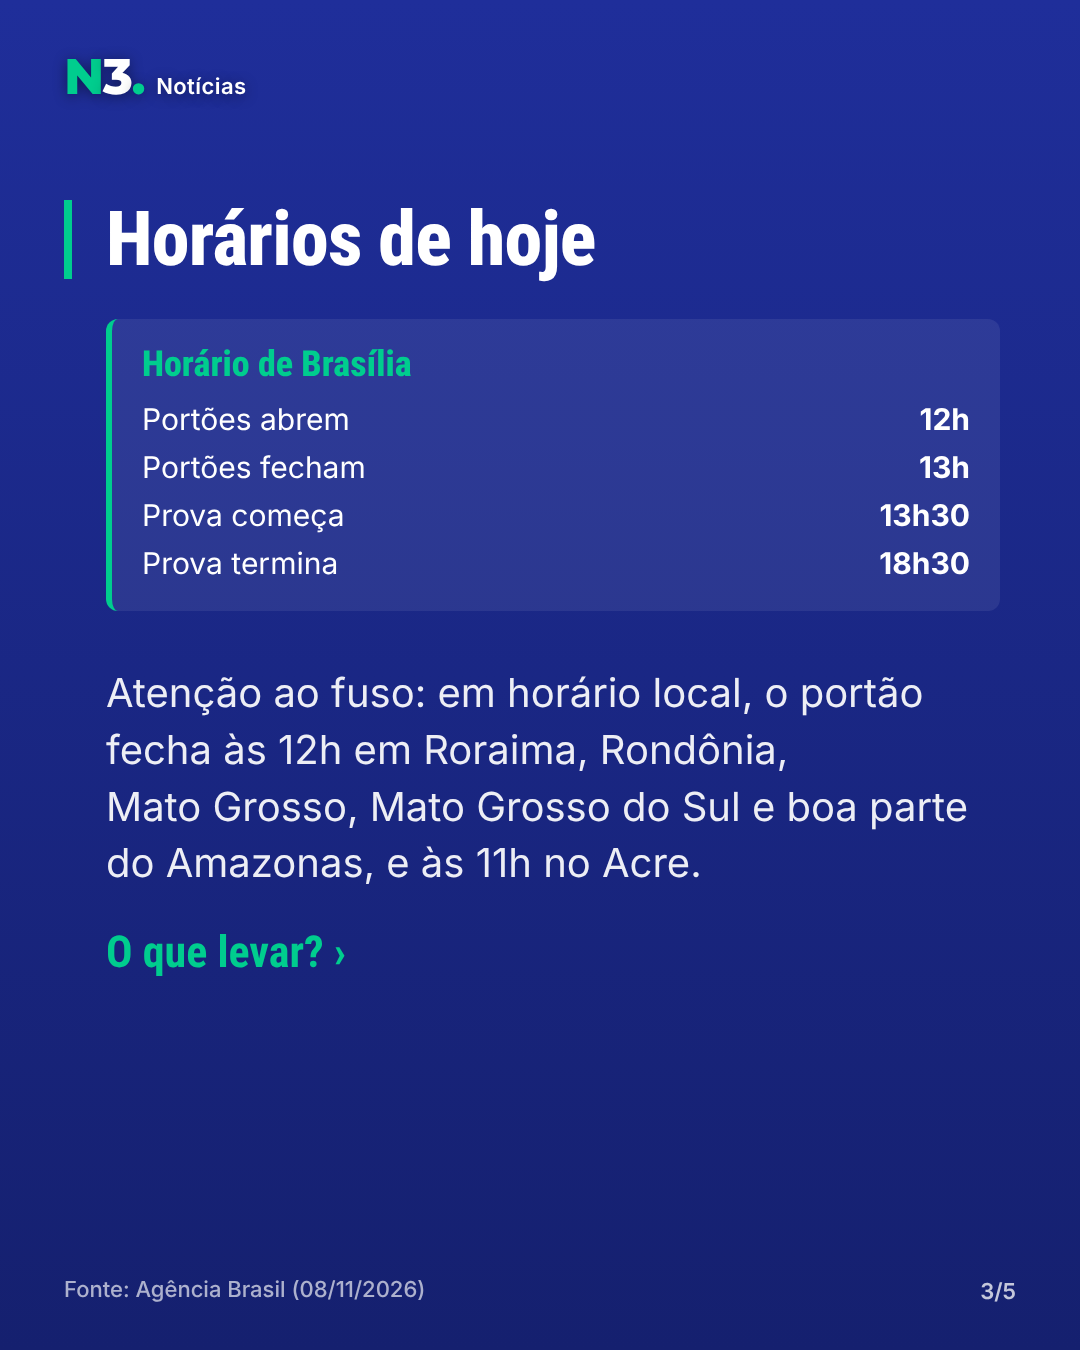 N3. Notícias
Horários de hoje
Horário de Brasília
Portões abrem 12h
Portões fecham 13h
Prova começa 13h30
Prova termina 18h30
Atenção ao fuso: em horário local, o portão
fecha às 12h em Roraima, Rondônia,
Mato Grosso, Mato Grosso do Sul e boa parte
do Amazonas, e às 11h no Acre.
O que levar? ›
Fonte: Agência Brasil (08/11/2026) 3/5